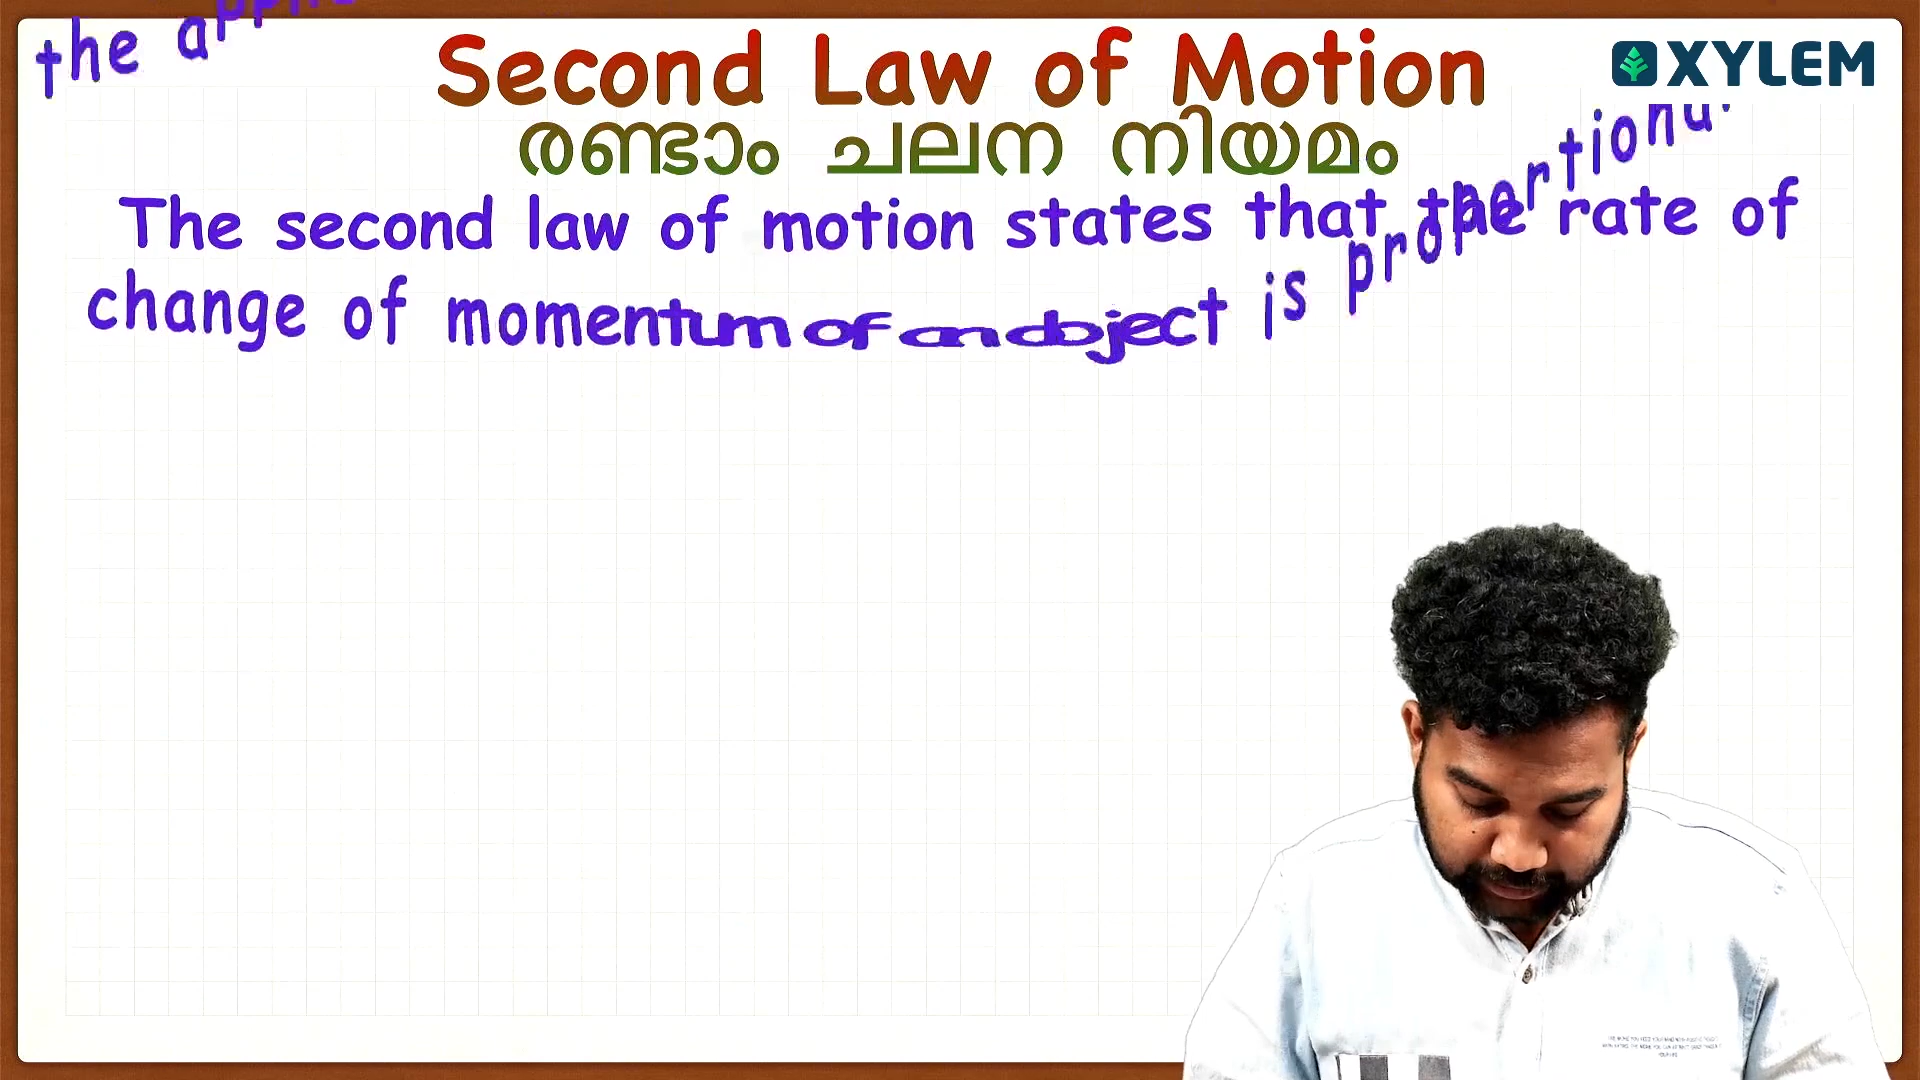 Second Law of Motion
XYLEM
രണ്ടാം ചലന നിയമം
The second law of motion states that the rate of
change of momentum of an object is proportional
the